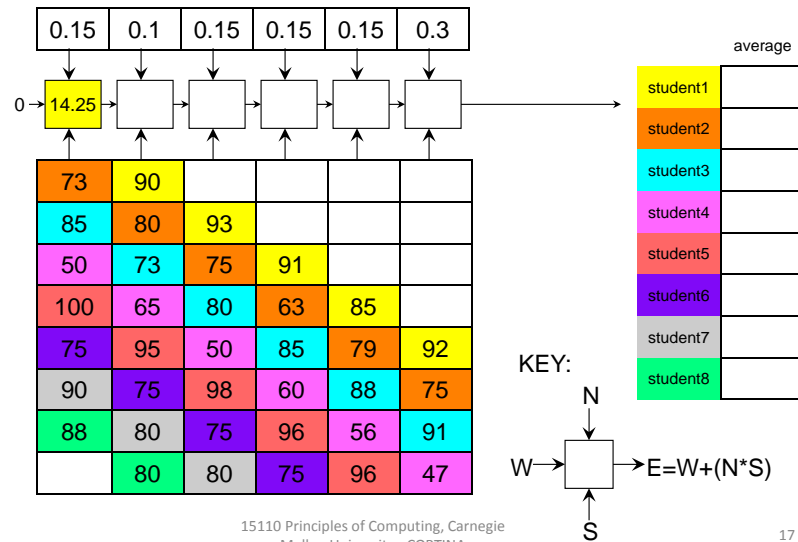 0.15 0.1 0.15 0.15 0.15 0.3
average
0 14.25
student1
student2
student3
student4
student5
student6
student7
student8
73 90
85 80 93
50 73 75 91
100 65 80 63 85
75 95 50 85 79 92
90 75 98 60 88 75
88 80 75 96 56 91
80 80 75 96 47
KEY:
N
W E=W+(N*S)
S
15110 Principles of Computing, Carnegie
17